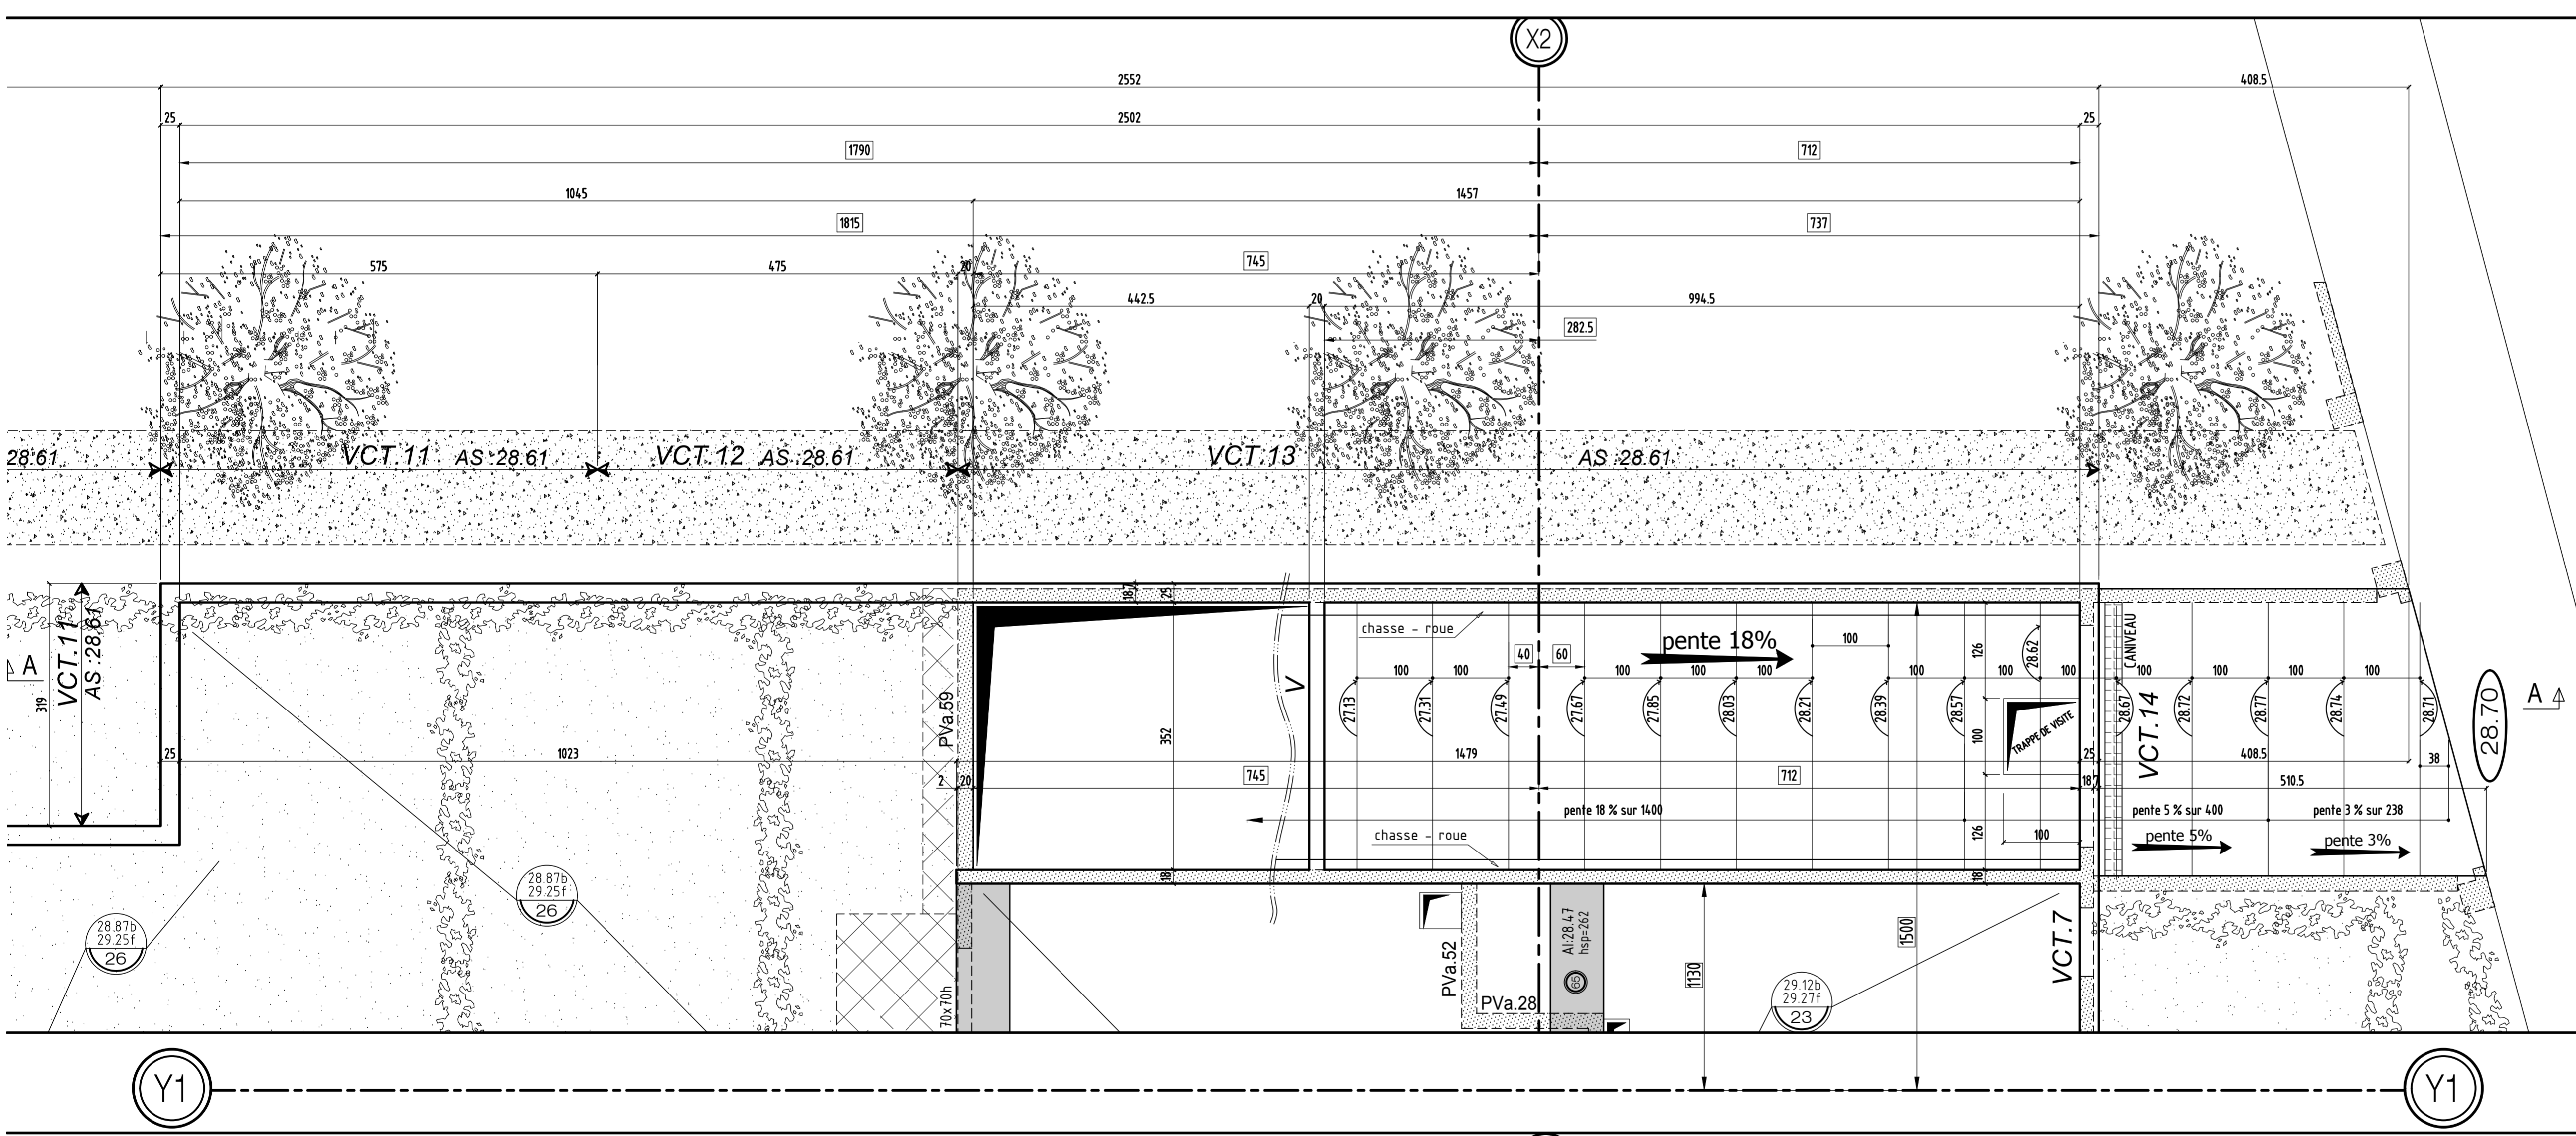 X2
2552
408.5
25
2502
25
1790
712
1045
1457
1815
737
575
475
20
745
442.5
20
994.5
282.5
28.61
VCT.11
AS :28.61
VCT.12
AS :28.61
VCT.13
AS :28.61
18.7
25
chasse - roue
pente 18%
A
VCT.11
AS :28.61
319
PVa.59
352
V
40
60
100
126
28.62
CANIVEAU
100
100
100
100
100
100
100
100
100
100
100
100
27.13
27.31
27.49
27.67
27.85
28.03
28.21
28.39
28.57
100
TRAPPE DE VISITE
28.67
VCT.14
28.72
28.77
28.74
28.71
28.70
A
25
1023
1479
25
408.5
38
2
20
745
712
18.7
510.5
pente 18 % sur 1400
pente 5 % sur 400
pente 3 % sur 238
chasse - roue
126
100
pente 5%
pente 3%
18
18
28.87b
29.25f
26
28.87b
29.25f
26
70x70h
PVa.52
PVa.28
AI:28.47
hsp=262
65
1130
1500
29.12b
29.27f
23
VCT.7
Y1
Y1